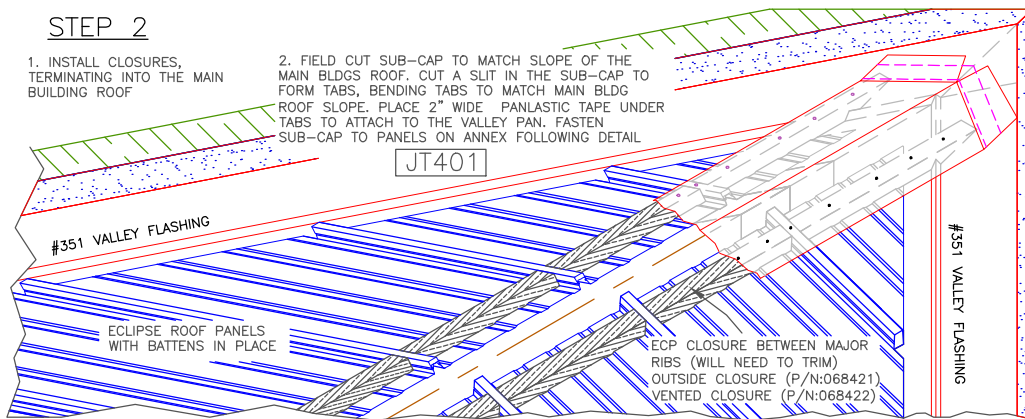 STEP 2
1. INSTALL CLOSURES,
TERMINATING INTO THE MAIN
BUILDING ROOF
2. FIELD CUT SUB-CAP TO MATCH SLOPE OF THE
MAIN BLDGS ROOF. CUT A SLIT IN THE SUB-CAP TO
FORM TABS, BENDING TABS TO MATCH MAIN BLDG
ROOF SLOPE. PLACE 2" WIDE PANLASTIC TAPE UNDER
TABS TO ATTACH TO THE VALLEY PAN. FASTEN
SUB-CAP TO PANELS ON ANNEX FOLLOWING DETAIL
JT401
#351 VALLEY FLASHING
#351 VALLEY FLASHING
ECLIPSE ROOF PANELS
WITH BATTENS IN PLACE
ECP CLOSURE BETWEEN MAJOR
RIBS (WILL NEED TO TRIM)
OUTSIDE CLOSURE (P/N:068421)
VENTED CLOSURE (P/N:068422)